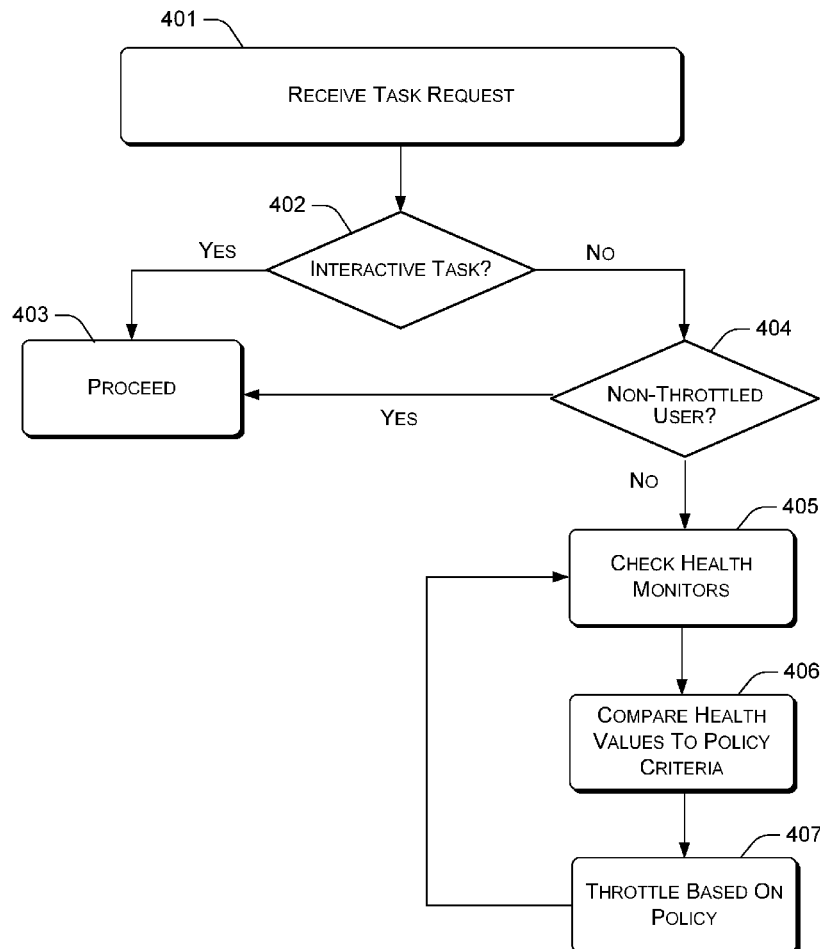 401
RECEIVE TASK REQUEST
402
INTERACTIVE TASK?
YES
NO
403
PROCEED
404
NON-THROTTLED
USER?
YES
NO
405
CHECK HEALTH
MONITORS
406
COMPARE HEALTH
VALUES TO POLICY
CRITERIA
407
THROTTLE BASED ON
POLICY